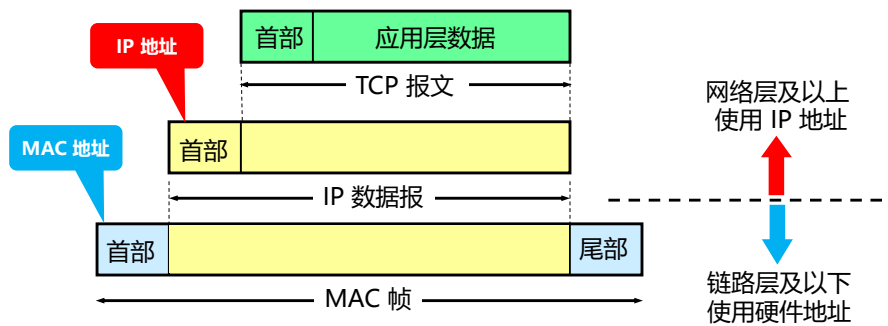 IP 地址
首部
应用层数据
TCP 报文
网络层及以上
使用 IP 地址
MAC 地址
首部
IP 数据报
首部
尾部
MAC 帧
链路层及以下
使用硬件地址